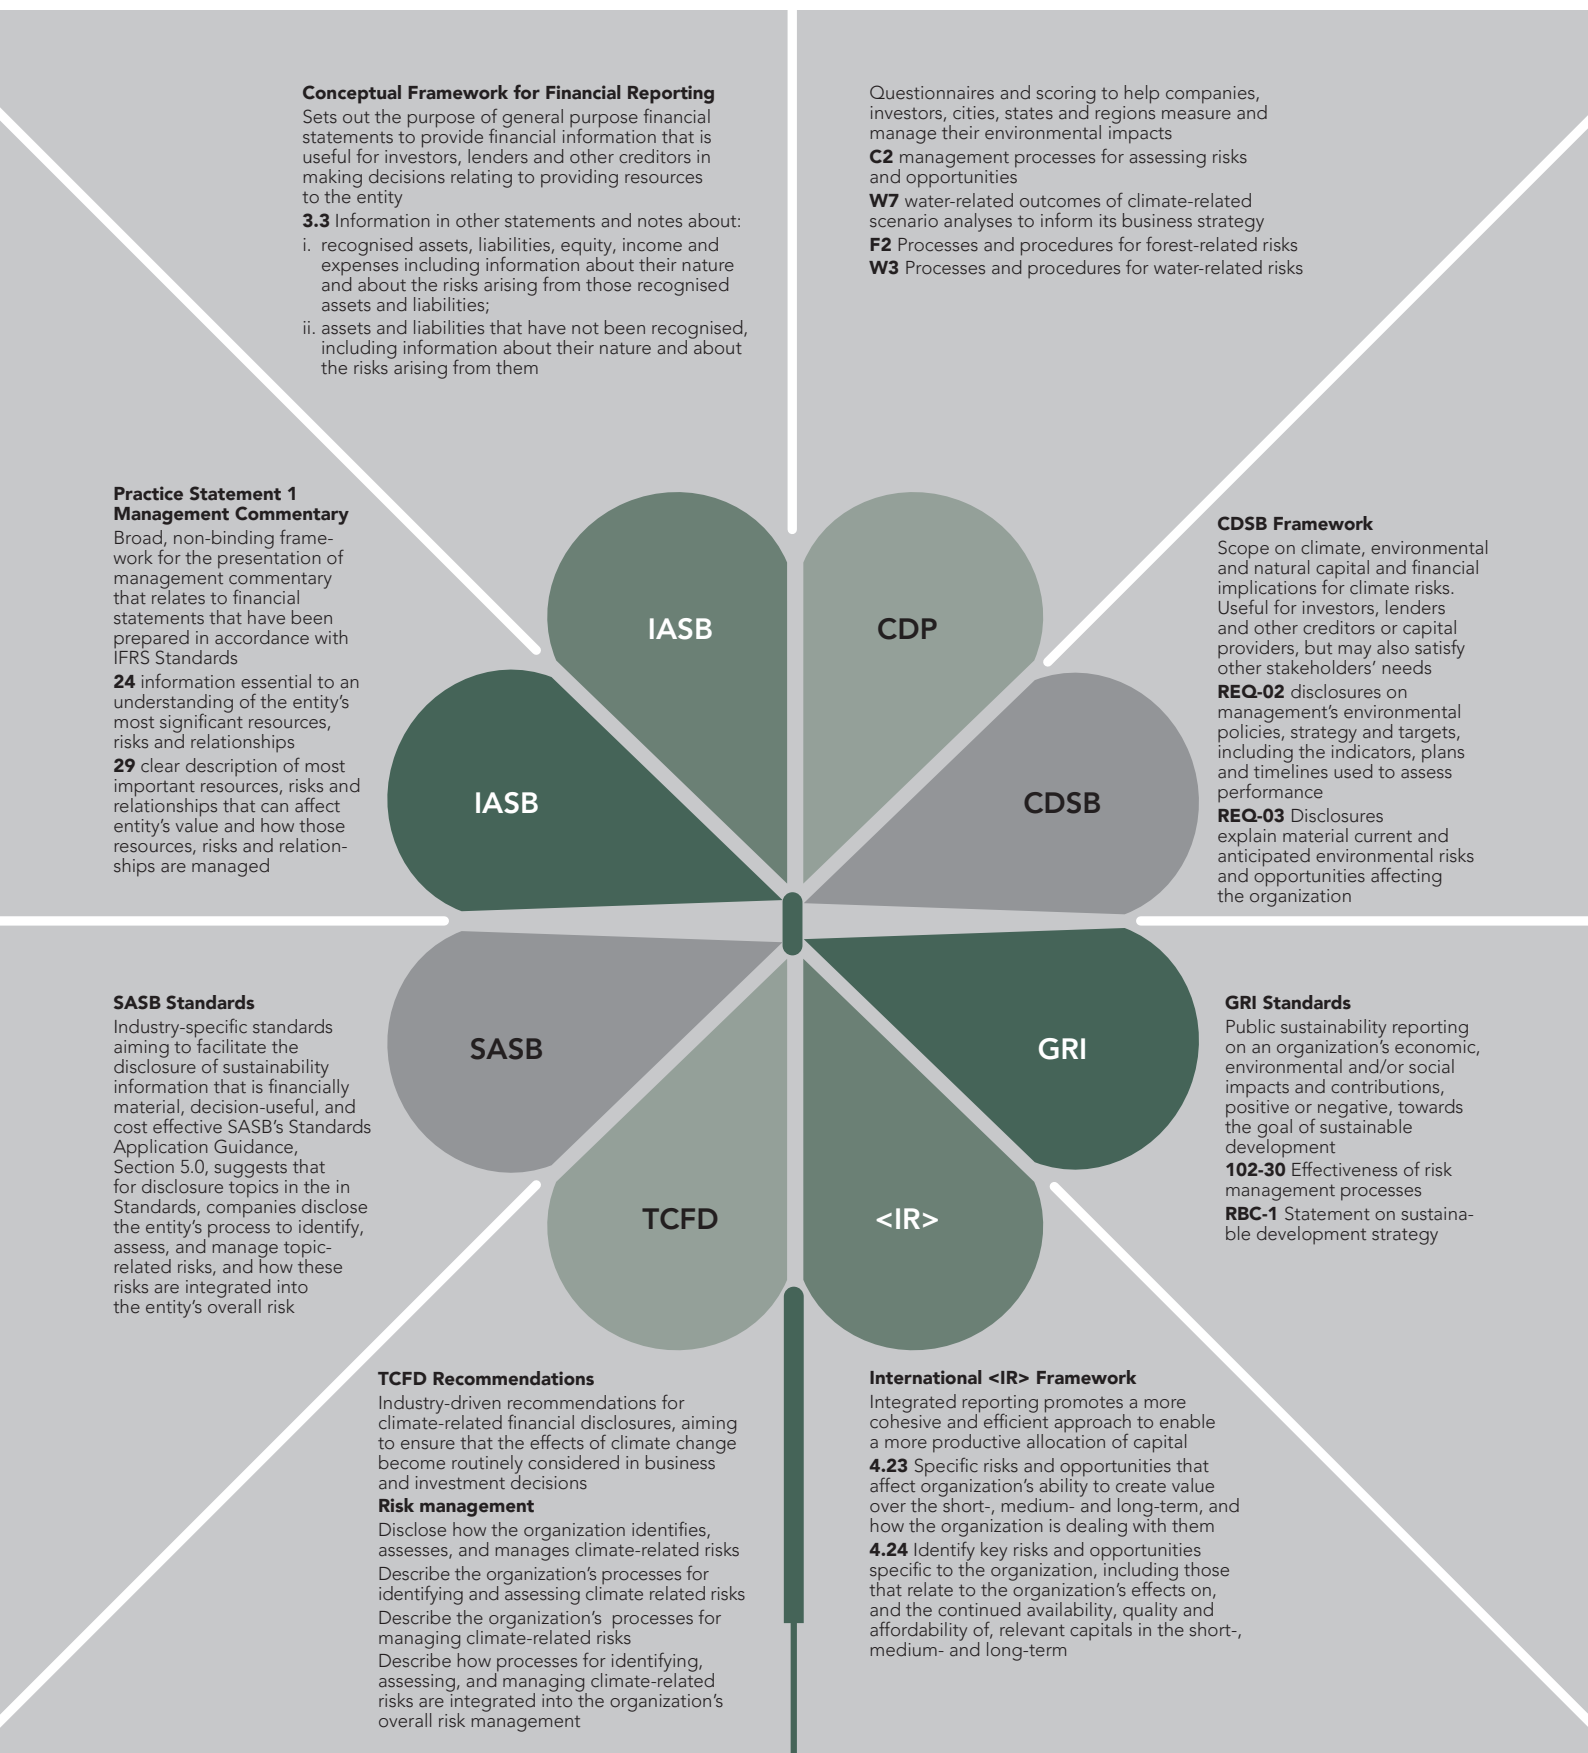 Conceptual Framework for Financial Reporting
Sets out the purpose of general purpose financial
statements to provide financial information that is
useful for investors, lenders and other creditors in
making decisions relating to providing resources
to the entity
3.3 Information in other statements and notes about:
i. recognised assets, liabilities, equity, income and
expenses including information about their nature
and about the risks arising from those recognised
assets and liabilities;
ii. assets and liabilities that have not been recognised,
including information about their nature and about
the risks arising from them
Questionnaires and scoring to help companies,
investors, cities, states and regions measure and
manage their environmental impacts
C2 management processes for assessing risks
and opportunities
W7 water-related outcomes of climate-related
scenario analyses to inform its business strategy
F2 Processes and procedures for forest-related risks
W3 Processes and procedures for water-related risks
Practice Statement 1
Management Commentary
Broad, non-binding frame-
work for the presentation of
management commentary
that relates to financial
statements that have been
prepared in accordance with
IFRS Standards
24 information essential to an
understanding of the entity's
most significant resources,
risks and relationships
29 clear description of most
important resources, risks and
relationships that can affect
entity's value and how those
resources, risks and relation-
ships are managed
IASB
CDP
IASB
CDSB
CDSB Framework
Scope on climate, environmental
and natural capital and financial
implications for climate risks.
Useful for investors, lenders
and other creditors or capital
providers, but may also satisfy
other stakeholders' needs
REQ-02 disclosures on
management's environmental
policies, strategy and targets,
including the indicators, plans
and timelines used to assess
performance
REQ-03 Disclosures
explain material current and
anticipated environmental risks
and opportunities affecting
the organization
SASB Standards
Industry-specific standards
aiming to facilitate the
disclosure of sustainability
information that is financially
material, decision-useful, and
cost effective SASB's Standards
Application Guidance,
Section 5.0, suggests that
for disclosure topics in the in
Standards, companies disclose
the entity's process to identify,
assess, and manage topic-
related risks, and how these
risks are integrated into
the entity's overall risk
SASB
GRI
TCFD
<IR>
GRI Standards
Public sustainability reporting
on an organization's economic,
environmental and/or social
impacts and contributions,
positive or negative, towards
the goal of sustainable
development
102-30 Effectiveness of risk
management processes
RBC-1 Statement on sustaina-
ble development strategy
TCFD Recommendations
Industry-driven recommendations for
climate-related financial disclosures, aiming
to ensure that the effects of climate change
become routinely considered in business
and investment decisions
Risk management
Disclose how the organization identifies,
assesses, and manages climate-related risks
Describe the organization's processes for
identifying and assessing climate related risks
Describe the organization's processes for
managing climate-related risks
Describe how processes for identifying,
assessing, and managing climate-related
risks are integrated into the organization's
overall risk management
International <IR> Framework
Integrated reporting promotes a more
cohesive and efficient approach to enable
a more productive allocation of capital
4.23 Specific risks and opportunities that
affect organization's ability to create value
over the short-, medium- and long-term, and
how the organization is dealing with them
4.24 Identify key risks and opportunities
specific to the organization, including those
that relate to the organization's effects on,
and the continued availability, quality and
affordability of, relevant capitals in the short-,
medium- and long-term